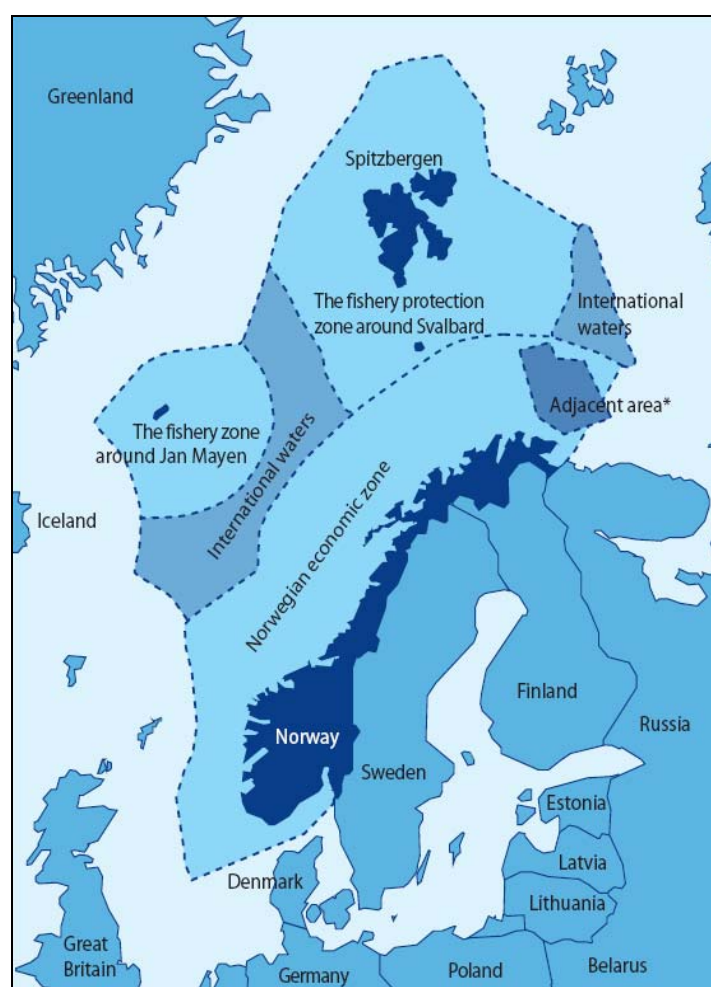 Greenland
Spitzbergen
The fishery protection
zone around Svalbard
International
waters
Adjacent area*
The fishery zone
around Jan Mayen
International waters
Iceland
Norwegian economic zone
Finland
Russia
Norway
Sweden
Estonia
Latvia
Denmark
Lithuania
Great
Britain
Germany
Poland
Belarus